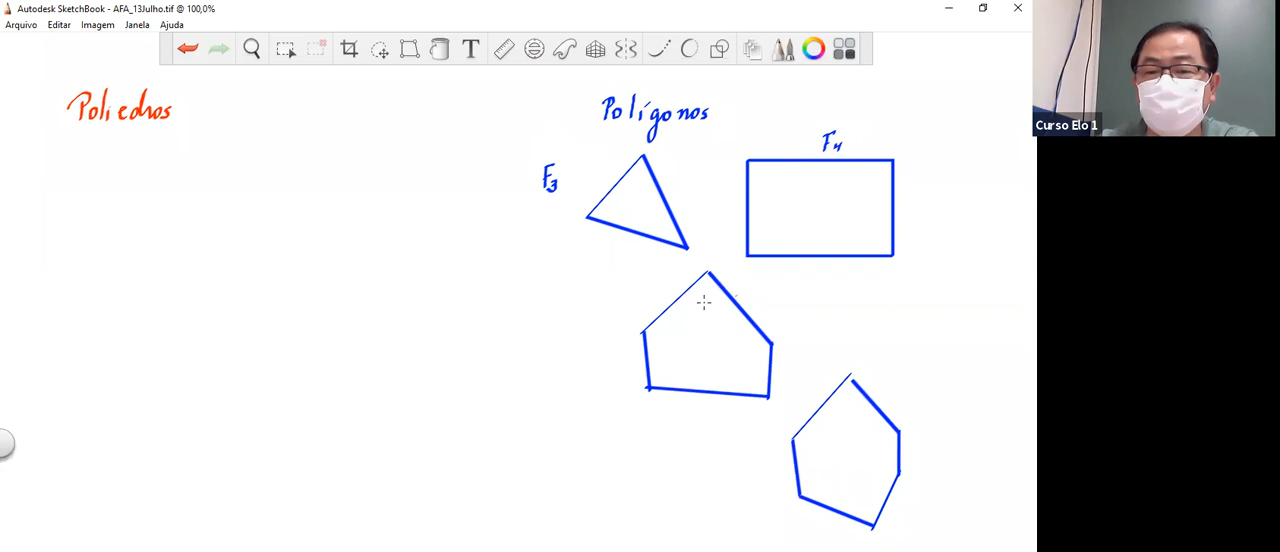 Autodesk SketchBook - AFA_13Julho.tif @ 100,0%
Arquivo Editar Imagem Janela Ajuda
T
Poliedros
Polígonos
F3
F4
Curso Elo 1